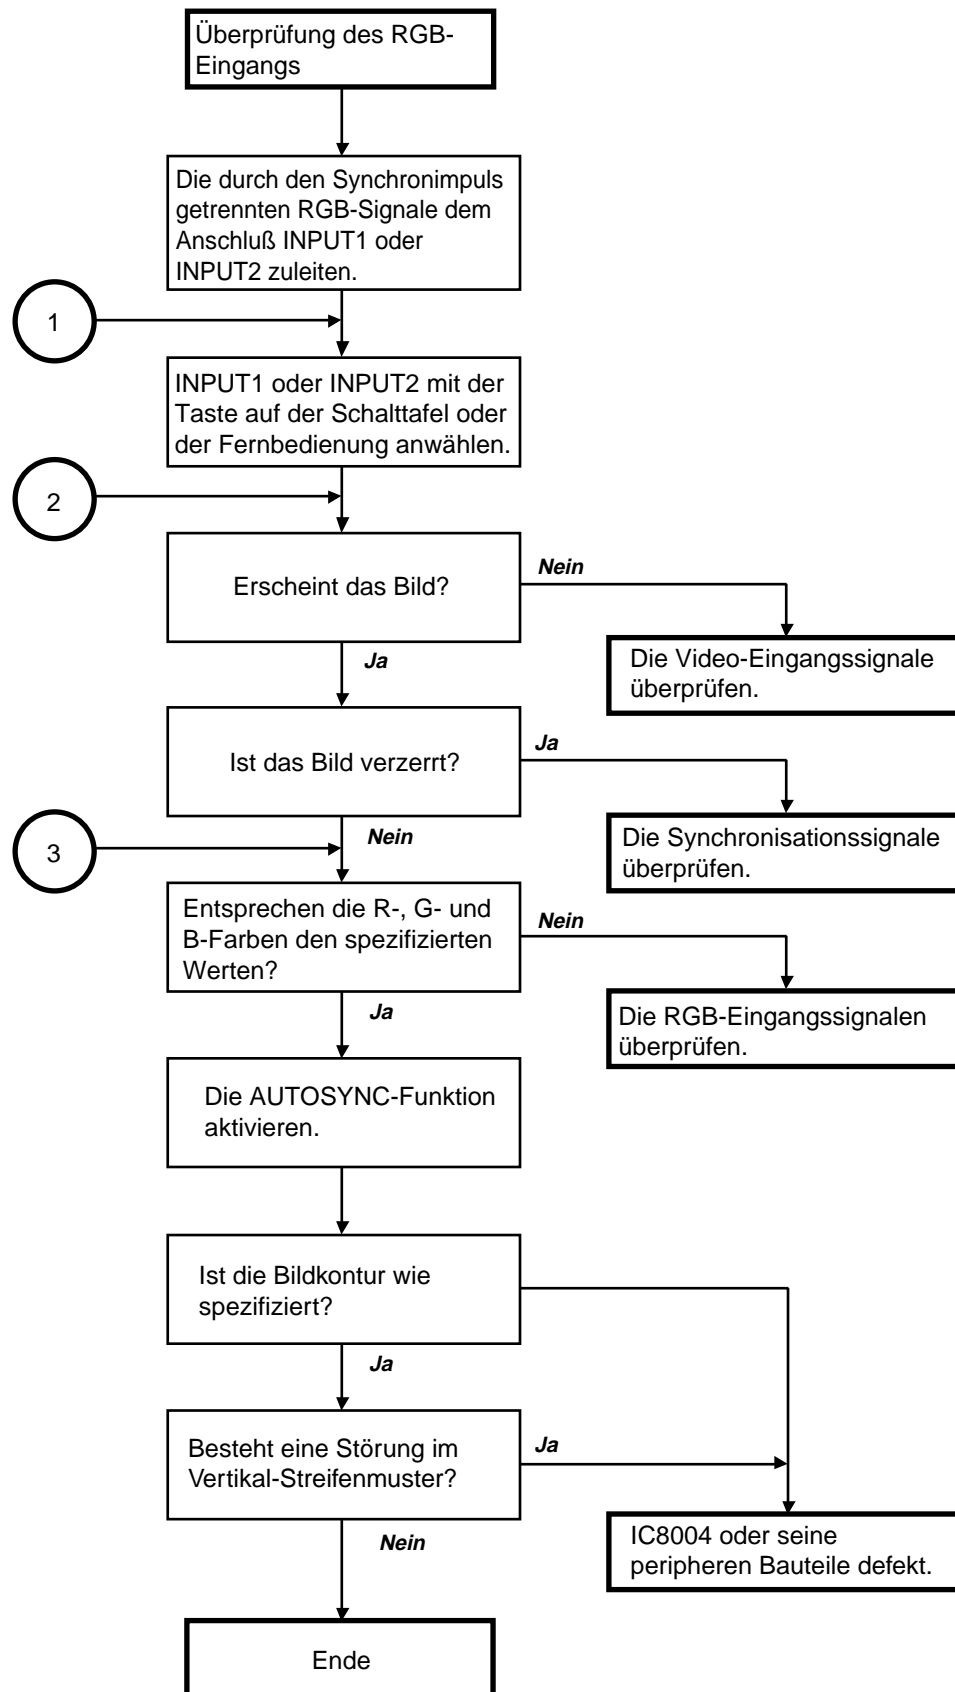 Überprüfung des RGB-
Eingangs
Die durch den Synchronimpuls
getrennten RGB-Signale dem
Anschluß INPUT1 oder
INPUT2 zuleiten.
1
INPUT1 oder INPUT2 mit der
Taste auf der Schalttafel oder
der Fernbedienung anwählen.
2
Erscheint das Bild?
Nein
Die Video-Eingangssignale
überprüfen.
Ja
Ist das Bild verzerrt?
Ja
Die Synchronisationssignale
überprüfen.
Nein
3
Entsprechen die R-, G- und
B-Farben den spezifizierten
Werten?
Nein
Die RGB-Eingangssignalen
überprüfen.
Ja
Die AUTOSYNC-Funktion
aktivieren.
Ist die Bildkontur wie
spezifiziert?
Ja
Besteht eine Störung im
Vertikal-Streifenmuster?
Ja
IC8004 oder seine
peripheren Bauteile defekt.
Nein
Ende